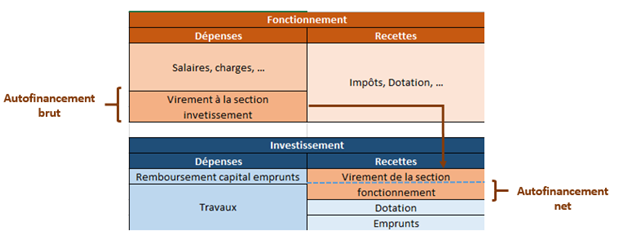 Fonctionnement
Dépenses
Recettes
Salaires, charges, ...
Impôts, Dotation, ...
Autofinancement
brut
Virement à la section
invetissement
Investissement
Dépenses
Recettes
Remboursement capital emprunts
Virement de la section
fonctionnement
Autofinancement
net
Travaux
Dotation
Emprunts